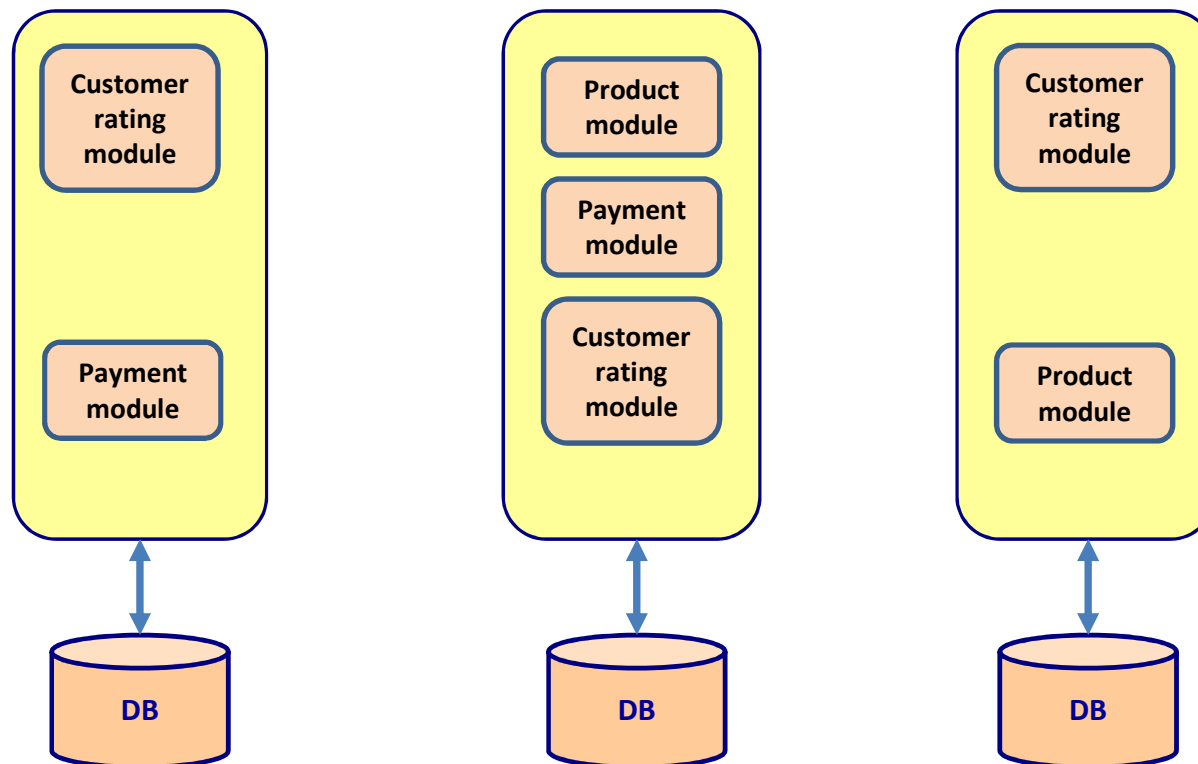 Customer
rating
module
Payment
module
DB
Product
module
Payment
module
Customer
rating
module
DB
Customer
rating
module
Product
module
DB